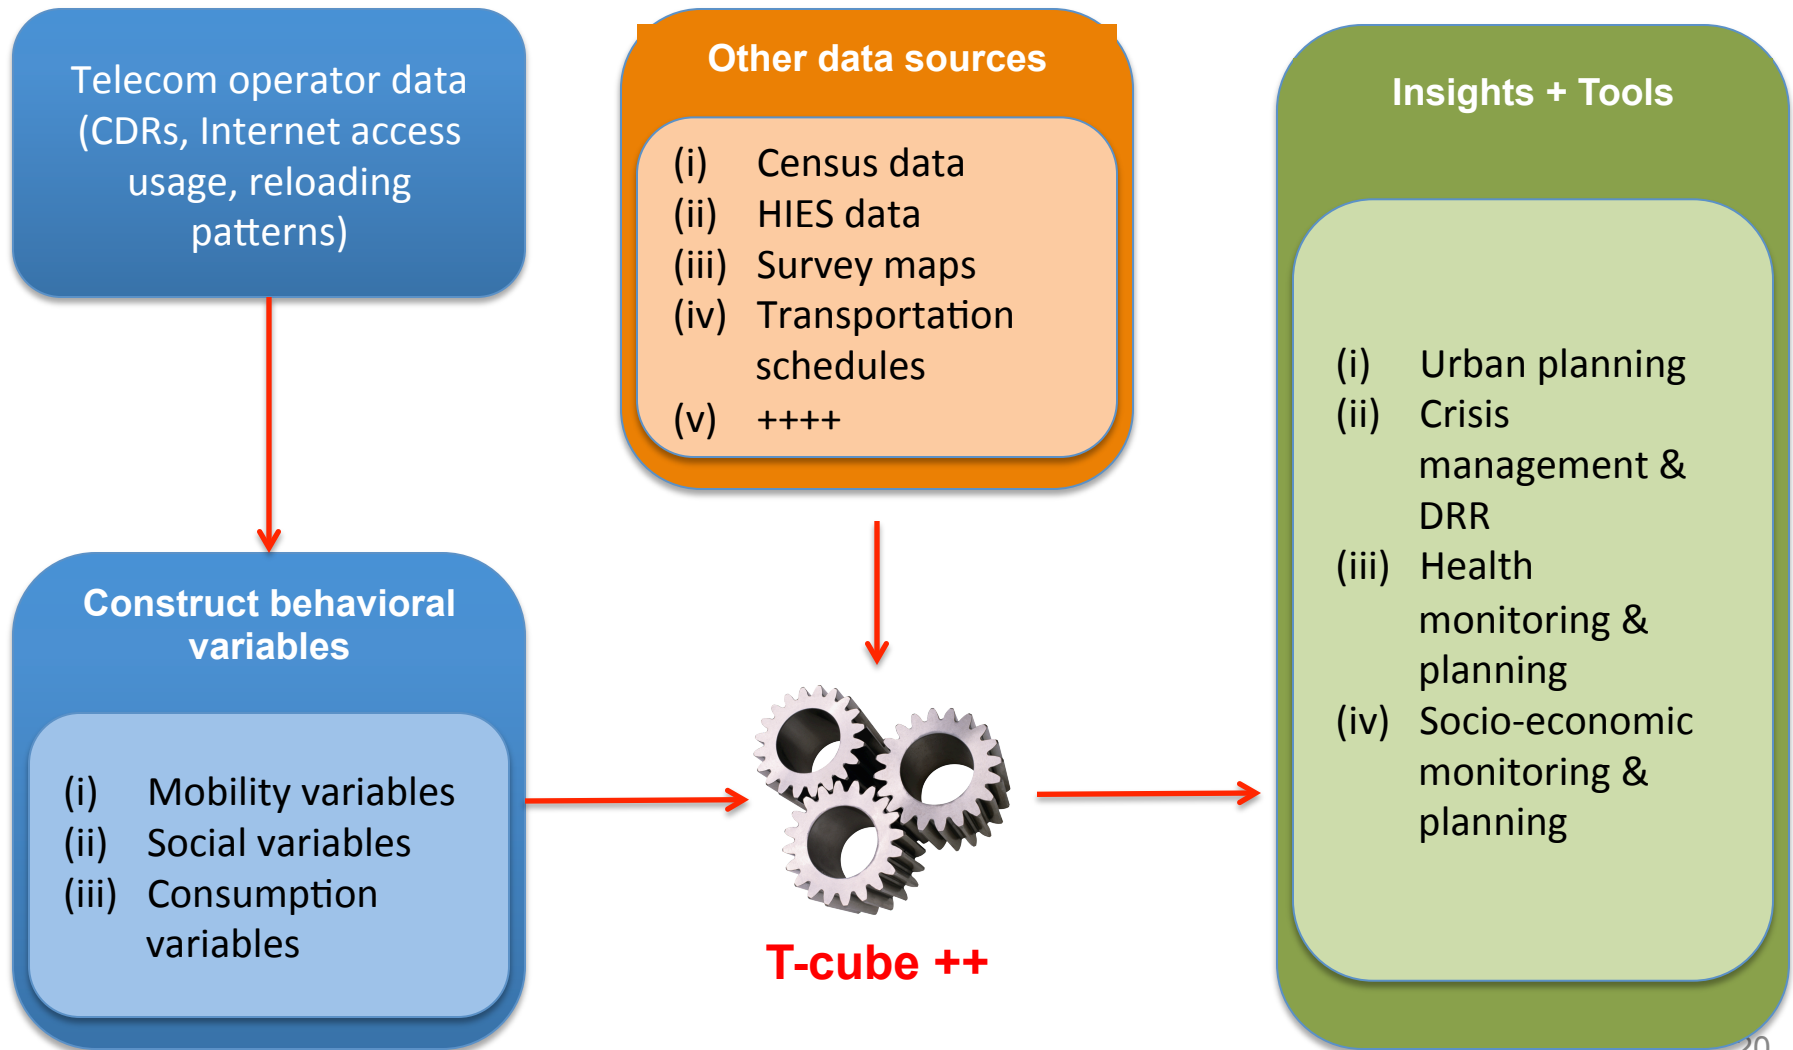 Telecom operator data
(CDRs, Internet access
usage, reloading
patterns)
Construct behavioral
variables
(i) Mobility variables
(ii) Social variables
(iii) Consumption
variables
Other data sources
(i) Census data
(ii) HIES data
(iii) Survey maps
(iv) Transportation
schedules
(v) ++++
T-cube ++
Insights + Tools
(i) Urban planning
(ii) Crisis
management &
DRR
(iii) Health
monitoring &
planning
(iv) Socio-economic
monitoring &
planning
20